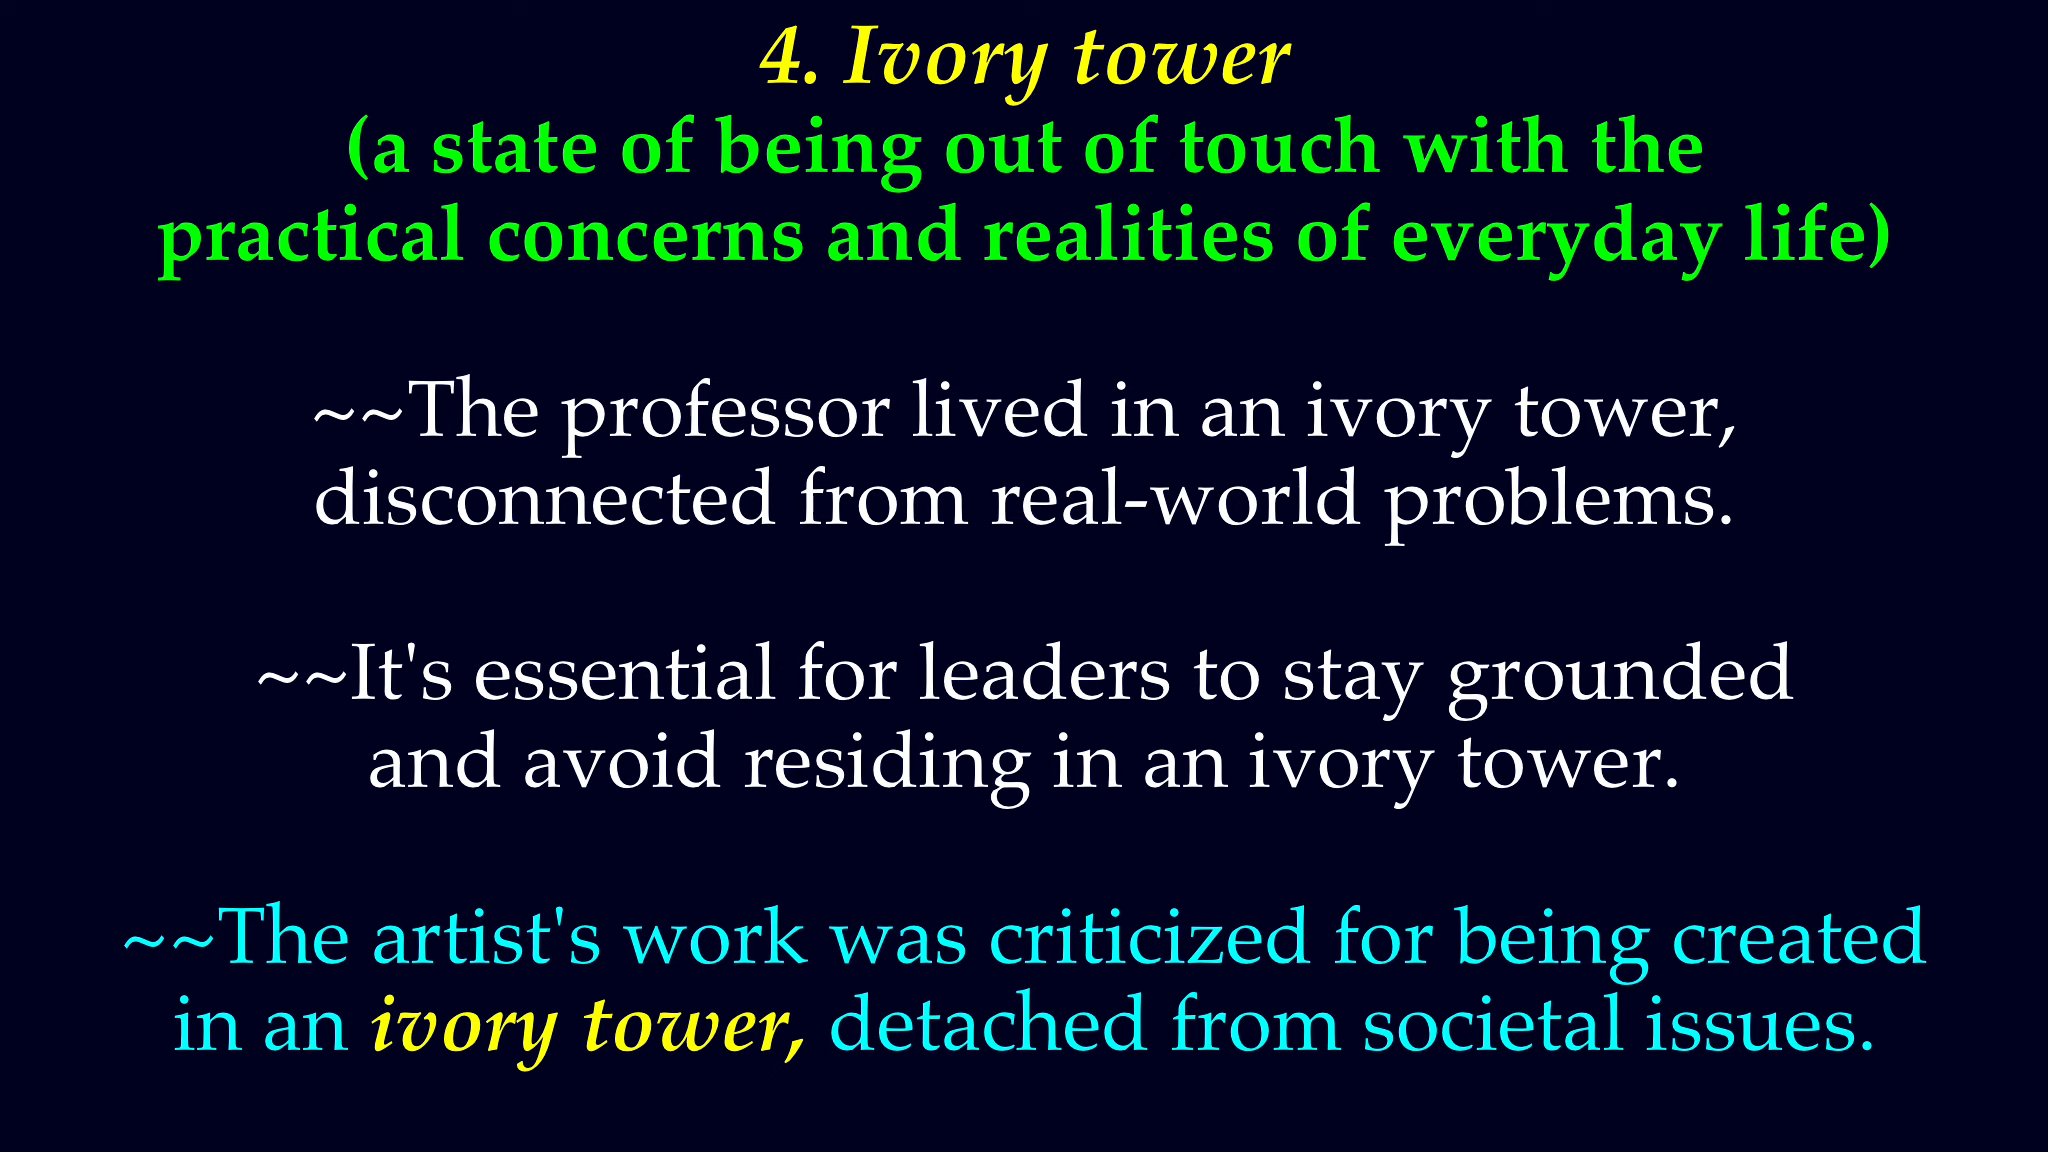 4. Ivory tower
(a state of being out of touch with the
practical concerns and realities of everyday life)
~~The professor lived in an ivory tower,
disconnected from real-world problems.
~~It's essential for leaders to stay grounded
and avoid residing in an ivory tower.
~~The artist's work was criticized for being created
in an ivory tower, detached from societal issues.